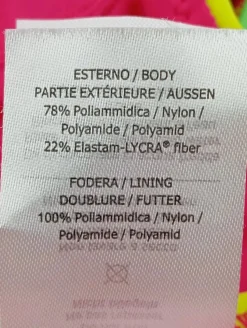 ESTERNO / BODY
PARTIE EXTÉRIEURE / AUSSEN
78% Poliammidica / Nylon /
Polyamide / Polyamid
22% Elastam-LYCRA® fiber
FODERA / LINING
DOUBLURE / FUTTER
100% Poliammidica / Nylon /
Polyamide / Polyamid